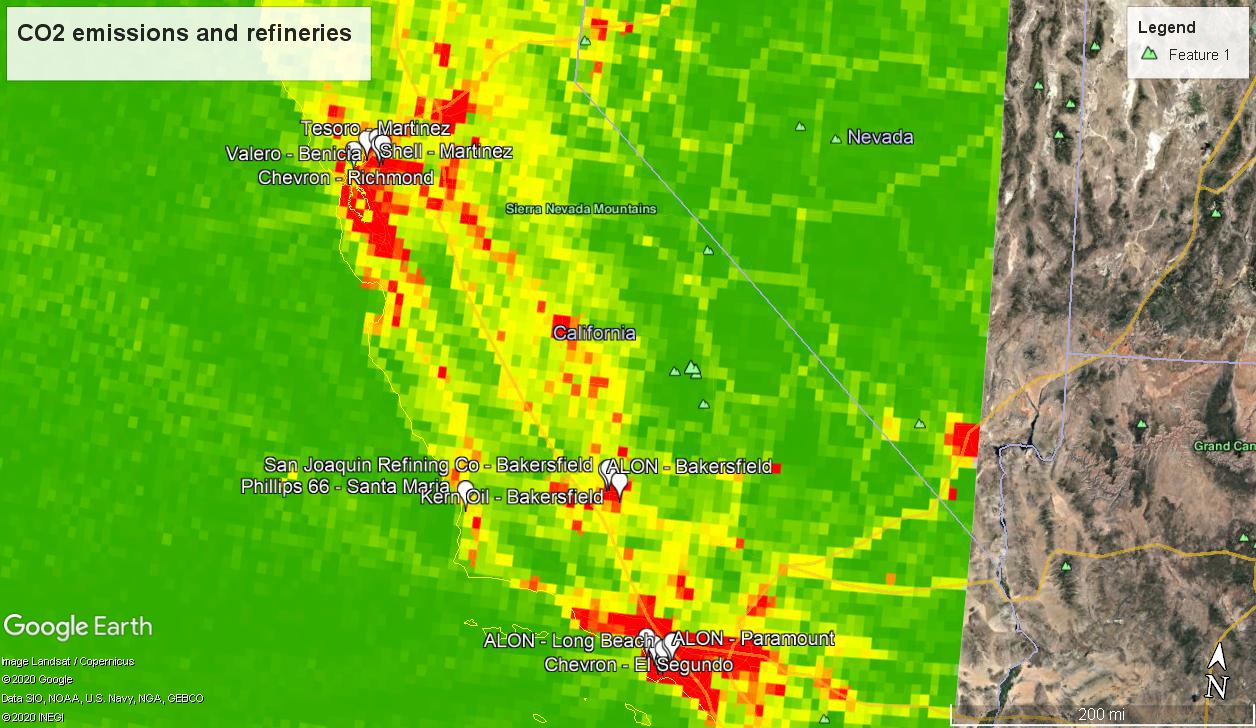 CO2 emissions and refineries
Legend
Feature 1
Tesoro - Martinez
Valero - Benicia
Shell - Martinez
Chevron - Richmond
Nevada
Sierra Nevada Mountains
California
Grand Can
San Joaquin Refining Co - Bakersfield
ALON - Bakersfield
Phillips 66 - Santa Maria
Kern Oil - Bakersfield
ALON - Long Beach
ALON - Paramount
Chevron - El Segundo
Google Earth
Image Landsat / Copernicus
©2020 Google
Data SIO, NOAA, U.S. Navy, NGA, GEBCO
©2020 INEGI
N
200 mi